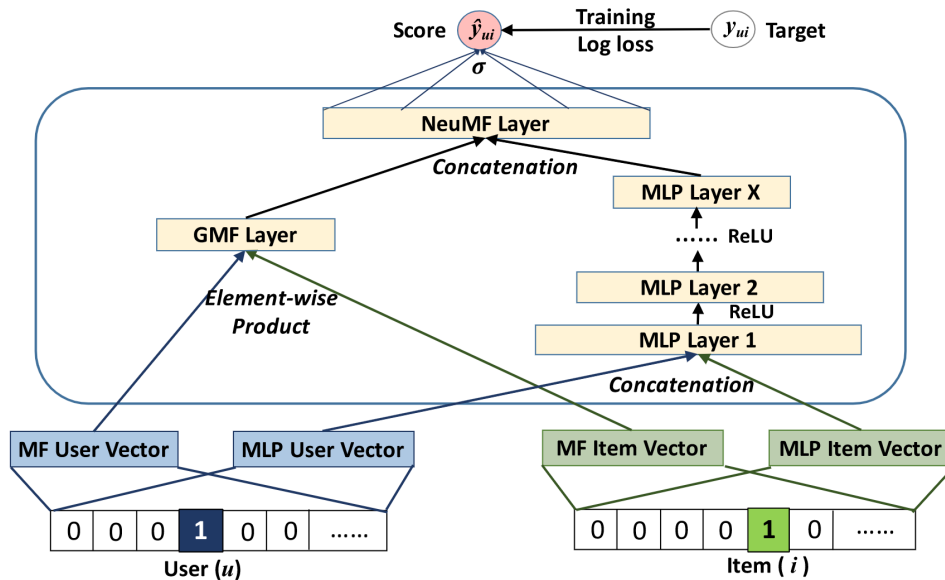 Score ŷui Training yui Target
Log loss
σ
NeuMF Layer
Concatenation
MLP Layer X
GMF Layer
...... ReLU
Element-wise
Product
MLP Layer 2
ReLU
MLP Layer 1
Concatenation
MF User Vector MLP User Vector MF Item Vector MLP Item Vector
0 0 0 1 0 0 ...... 0 0 0 0 1 0 ......
User (u) Item ( i )